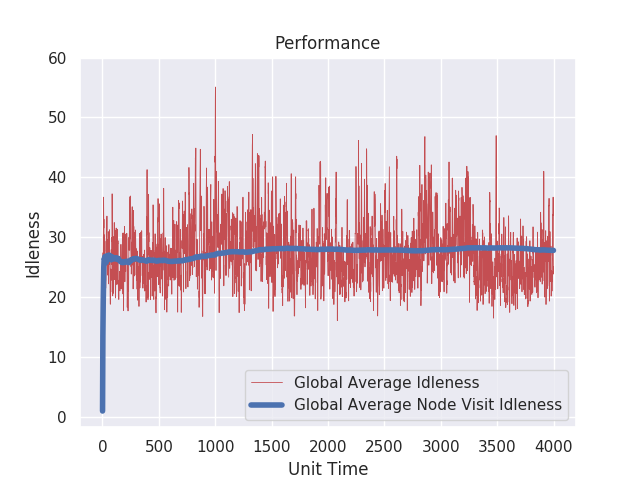 Performance
60
50
40
30
20
10
0
Idleness
Global Average Idleness
Global Average Node Visit Idleness
0 500 1000 1500 2000 2500 3000 3500 4000
Unit Time